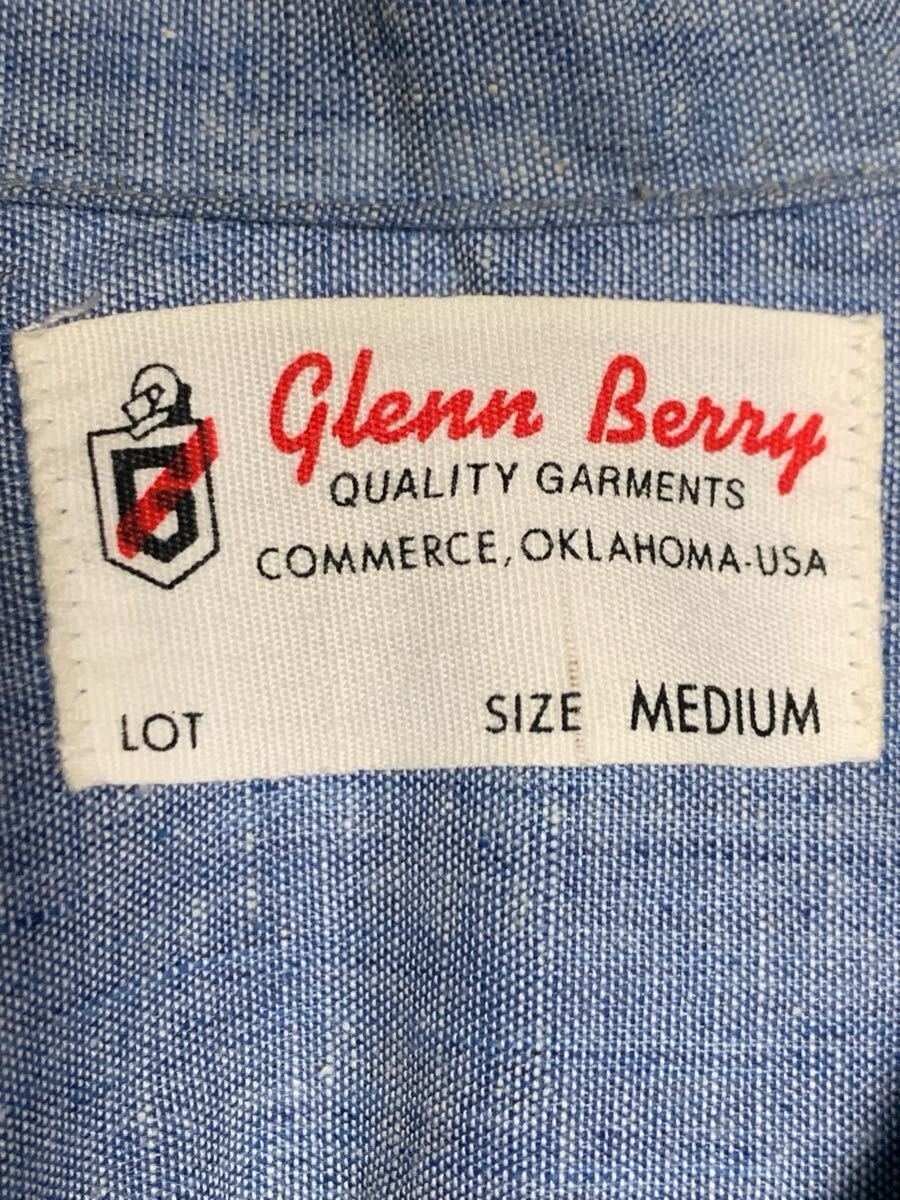 Glenn Berry
QUALITY GARMENTS
COMMERCE, OKLAHOMA-USA
LOT
SIZE MEDIUM